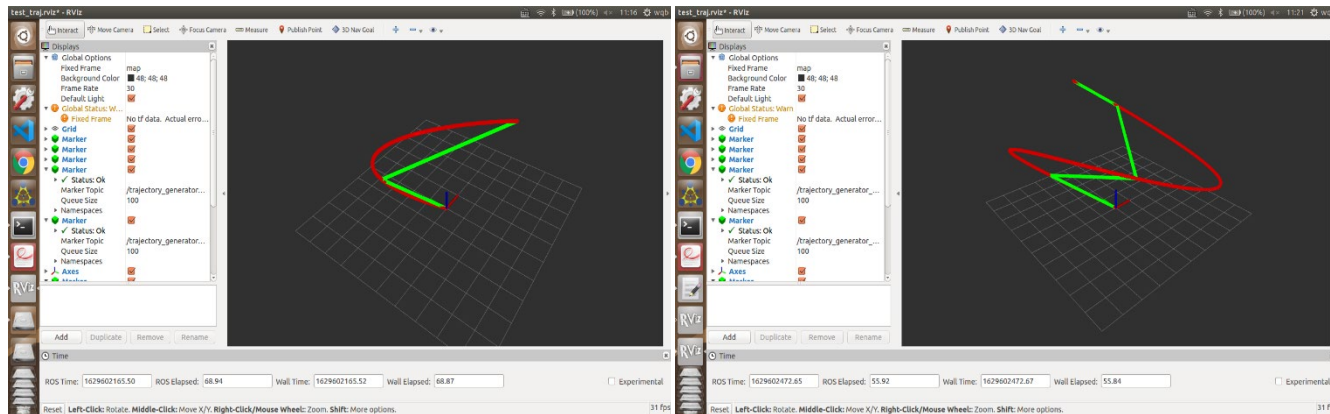 test_traj.rviz* - RViz
(100%) 11:16 wqb
Interact Move Camera Select Focus Camera Measure Publish Point 3D Nav Goal
Displays
Global Options
Fixed Frame map
Background Color 48; 48; 48
Frame Rate 30
Default Light
Global Status: W...
Fixed Frame No tf data. Actual error...
Grid
Marker
Marker
Marker
Marker
Status: Ok
Marker Topic /trajectory_generator...
Queue Size 100
Namespaces
Marker
Status: Ok
Marker Topic /trajectory_generator...
Queue Size 100
Namespaces
Axes
Marker
Add Duplicate Remove Rename
RViz
Time
ROS Time: 1629602165.50 ROS Elapsed: 68.94 Wall Time: 1629602165.52 Wall Elapsed: 68.87 Experimental
Reset Left-Click: Rotate. Middle-Click: Move X/Y. Right-Click/Mouse Wheel: Zoom. Shift: More options. 31 fps
test_traj.rviz* - RViz
(100%) 11:21
Interact Move Camera Select Focus Camera Measure Publish Point 3D Nav Goal
Displays
Global Options
Fixed Frame map
Background Color 48; 48; 48
Frame Rate 30
Default Light
Global Status: Warn
Fixed Frame No tf data. Actual erro...
Grid
Marker
Marker
Marker
Marker
Status: Ok
Marker Topic /trajectory_generator_...
Queue Size 100
Namespaces
Marker
Status: Ok
Marker Topic /trajectory_generator_...
Queue Size 100
Namespaces
Axes
Add Duplicate Remove Rename
RViz
RViz
Time
ROS Time: 1629602472.65 ROS Elapsed: 55.92 Wall Time: 1629602472.67 Wall Elapsed: 55.84 Experimental
Reset Left-Click: Rotate. Middle-Click: Move X/Y. Right-Click/Mouse Wheel: Zoom. Shift: More options. 31 f